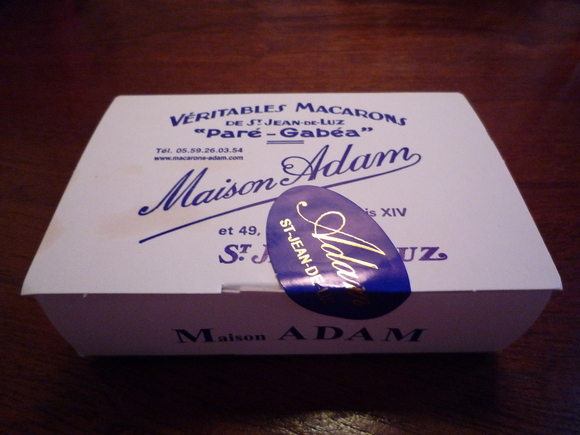 VÉRITABLES MACARONS
DE ST JEAN-DE-LUZ
"Paré-Gabéa"
Tél. 05.59.26.03.54
www.macarons-adam.com
Maison Adam
XIV
et 49,
ST J
UZ
Adam
ST-JEAN-DE
Maison ADAM